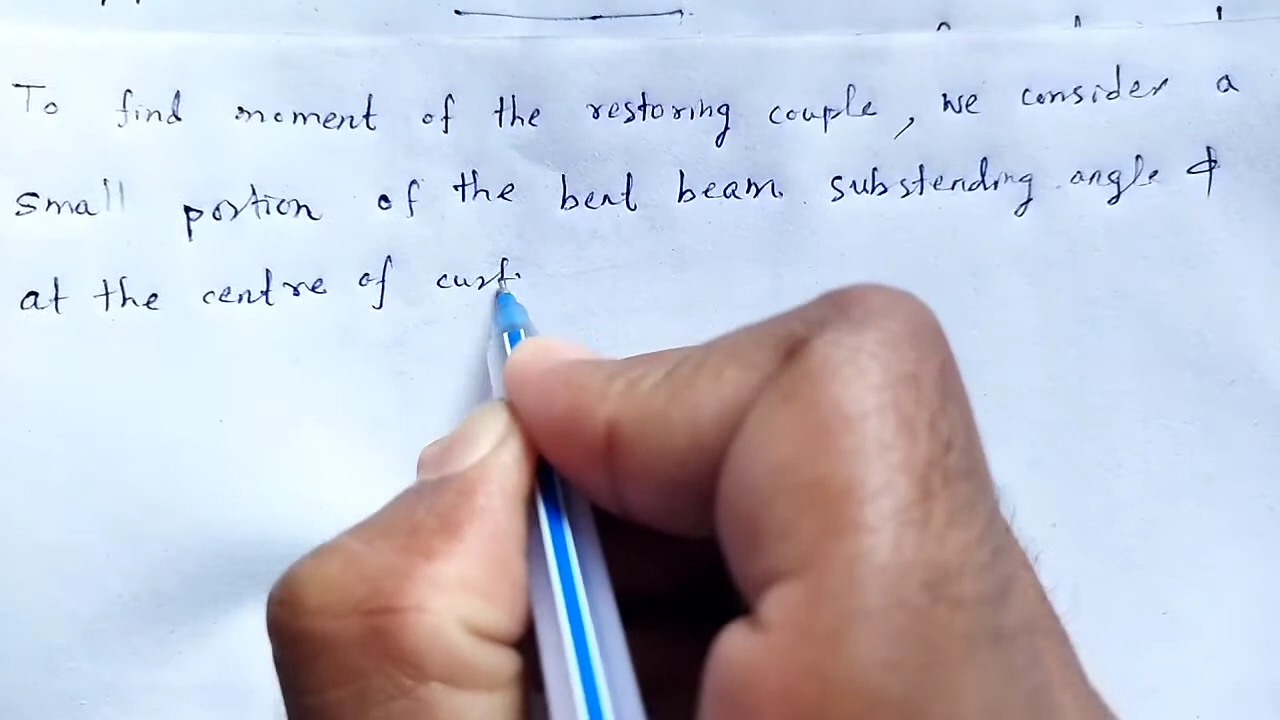 To find moment of the restoring couple, we consider a
small portion of the bent beam substending angle ϕ
at the centre of